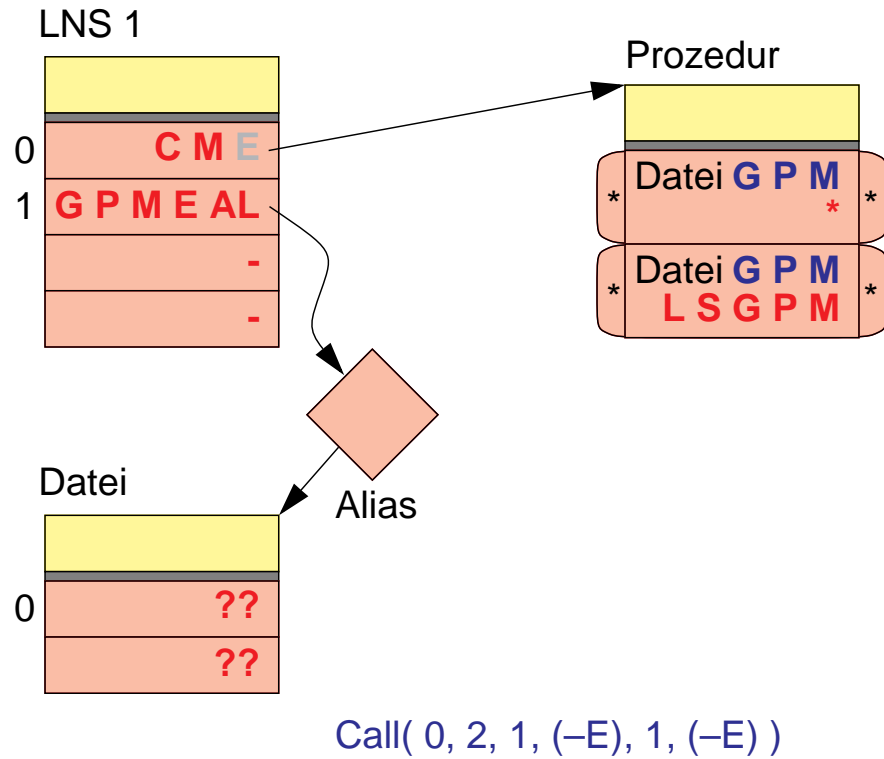 LNS 1
0 C M E
1 G P M E AL
-
-
Prozedur
* Datei G P M *
*
* Datei G P M *
L S G P M
Alias
Datei
0 ??
??
Call( 0, 2, 1, (–E), 1, (–E) )